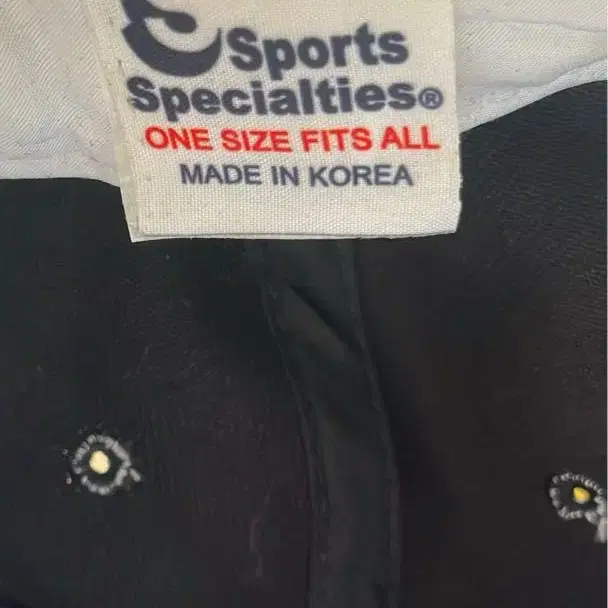 Sports
Specialties®
ONE SIZE FITS ALL
MADE IN KOREA